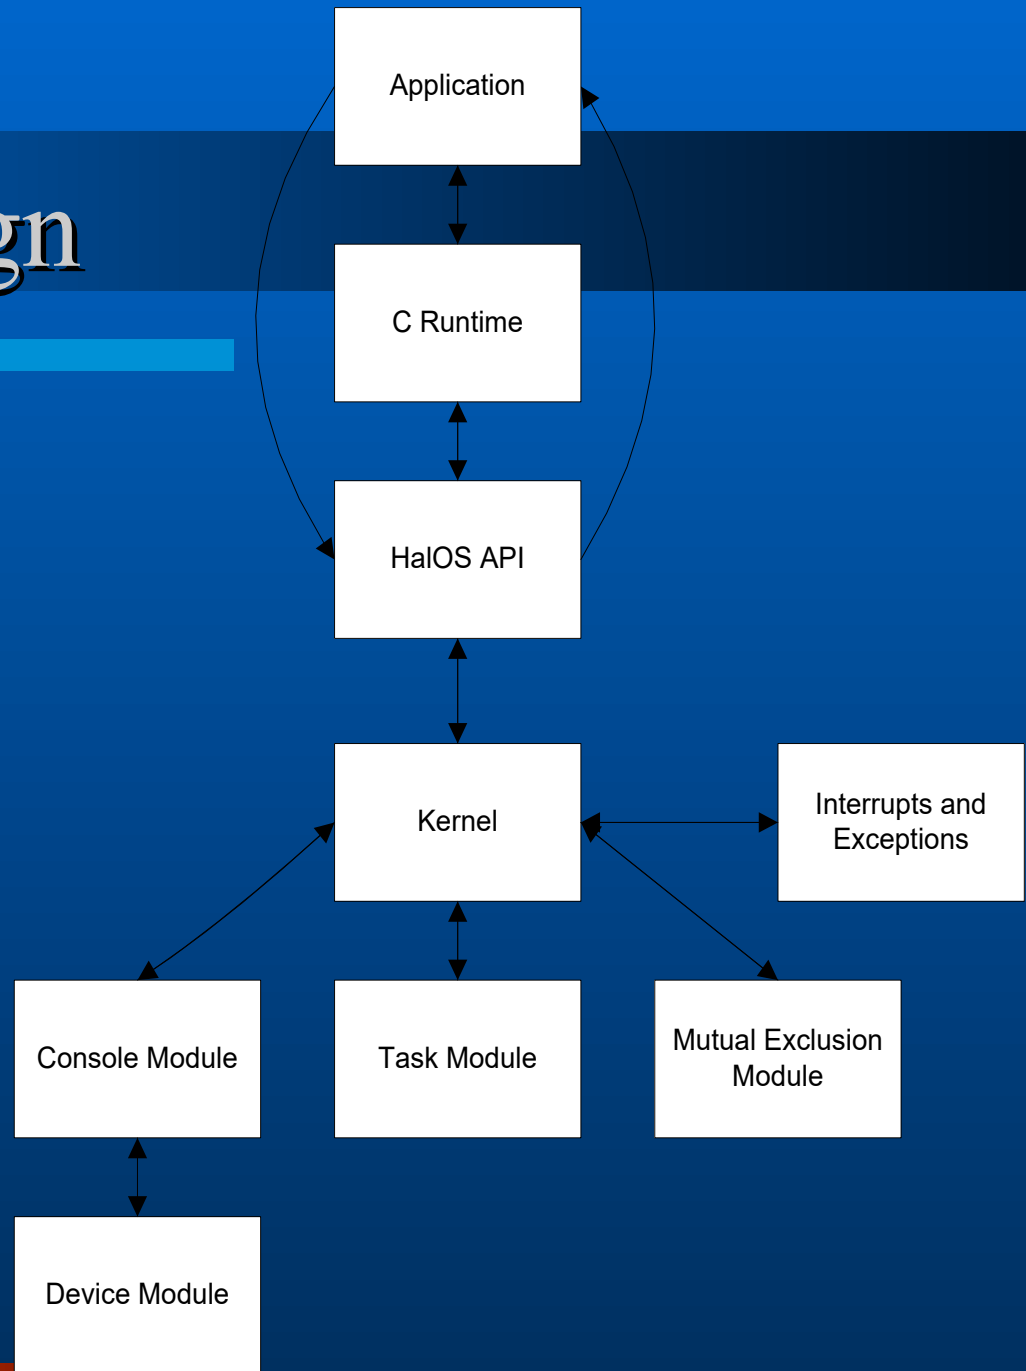 Application
gn
C Runtime
HalOS API
Kernel
Interrupts and
Exceptions
Console Module
Task Module
Mutual Exclusion
Module
Device Module